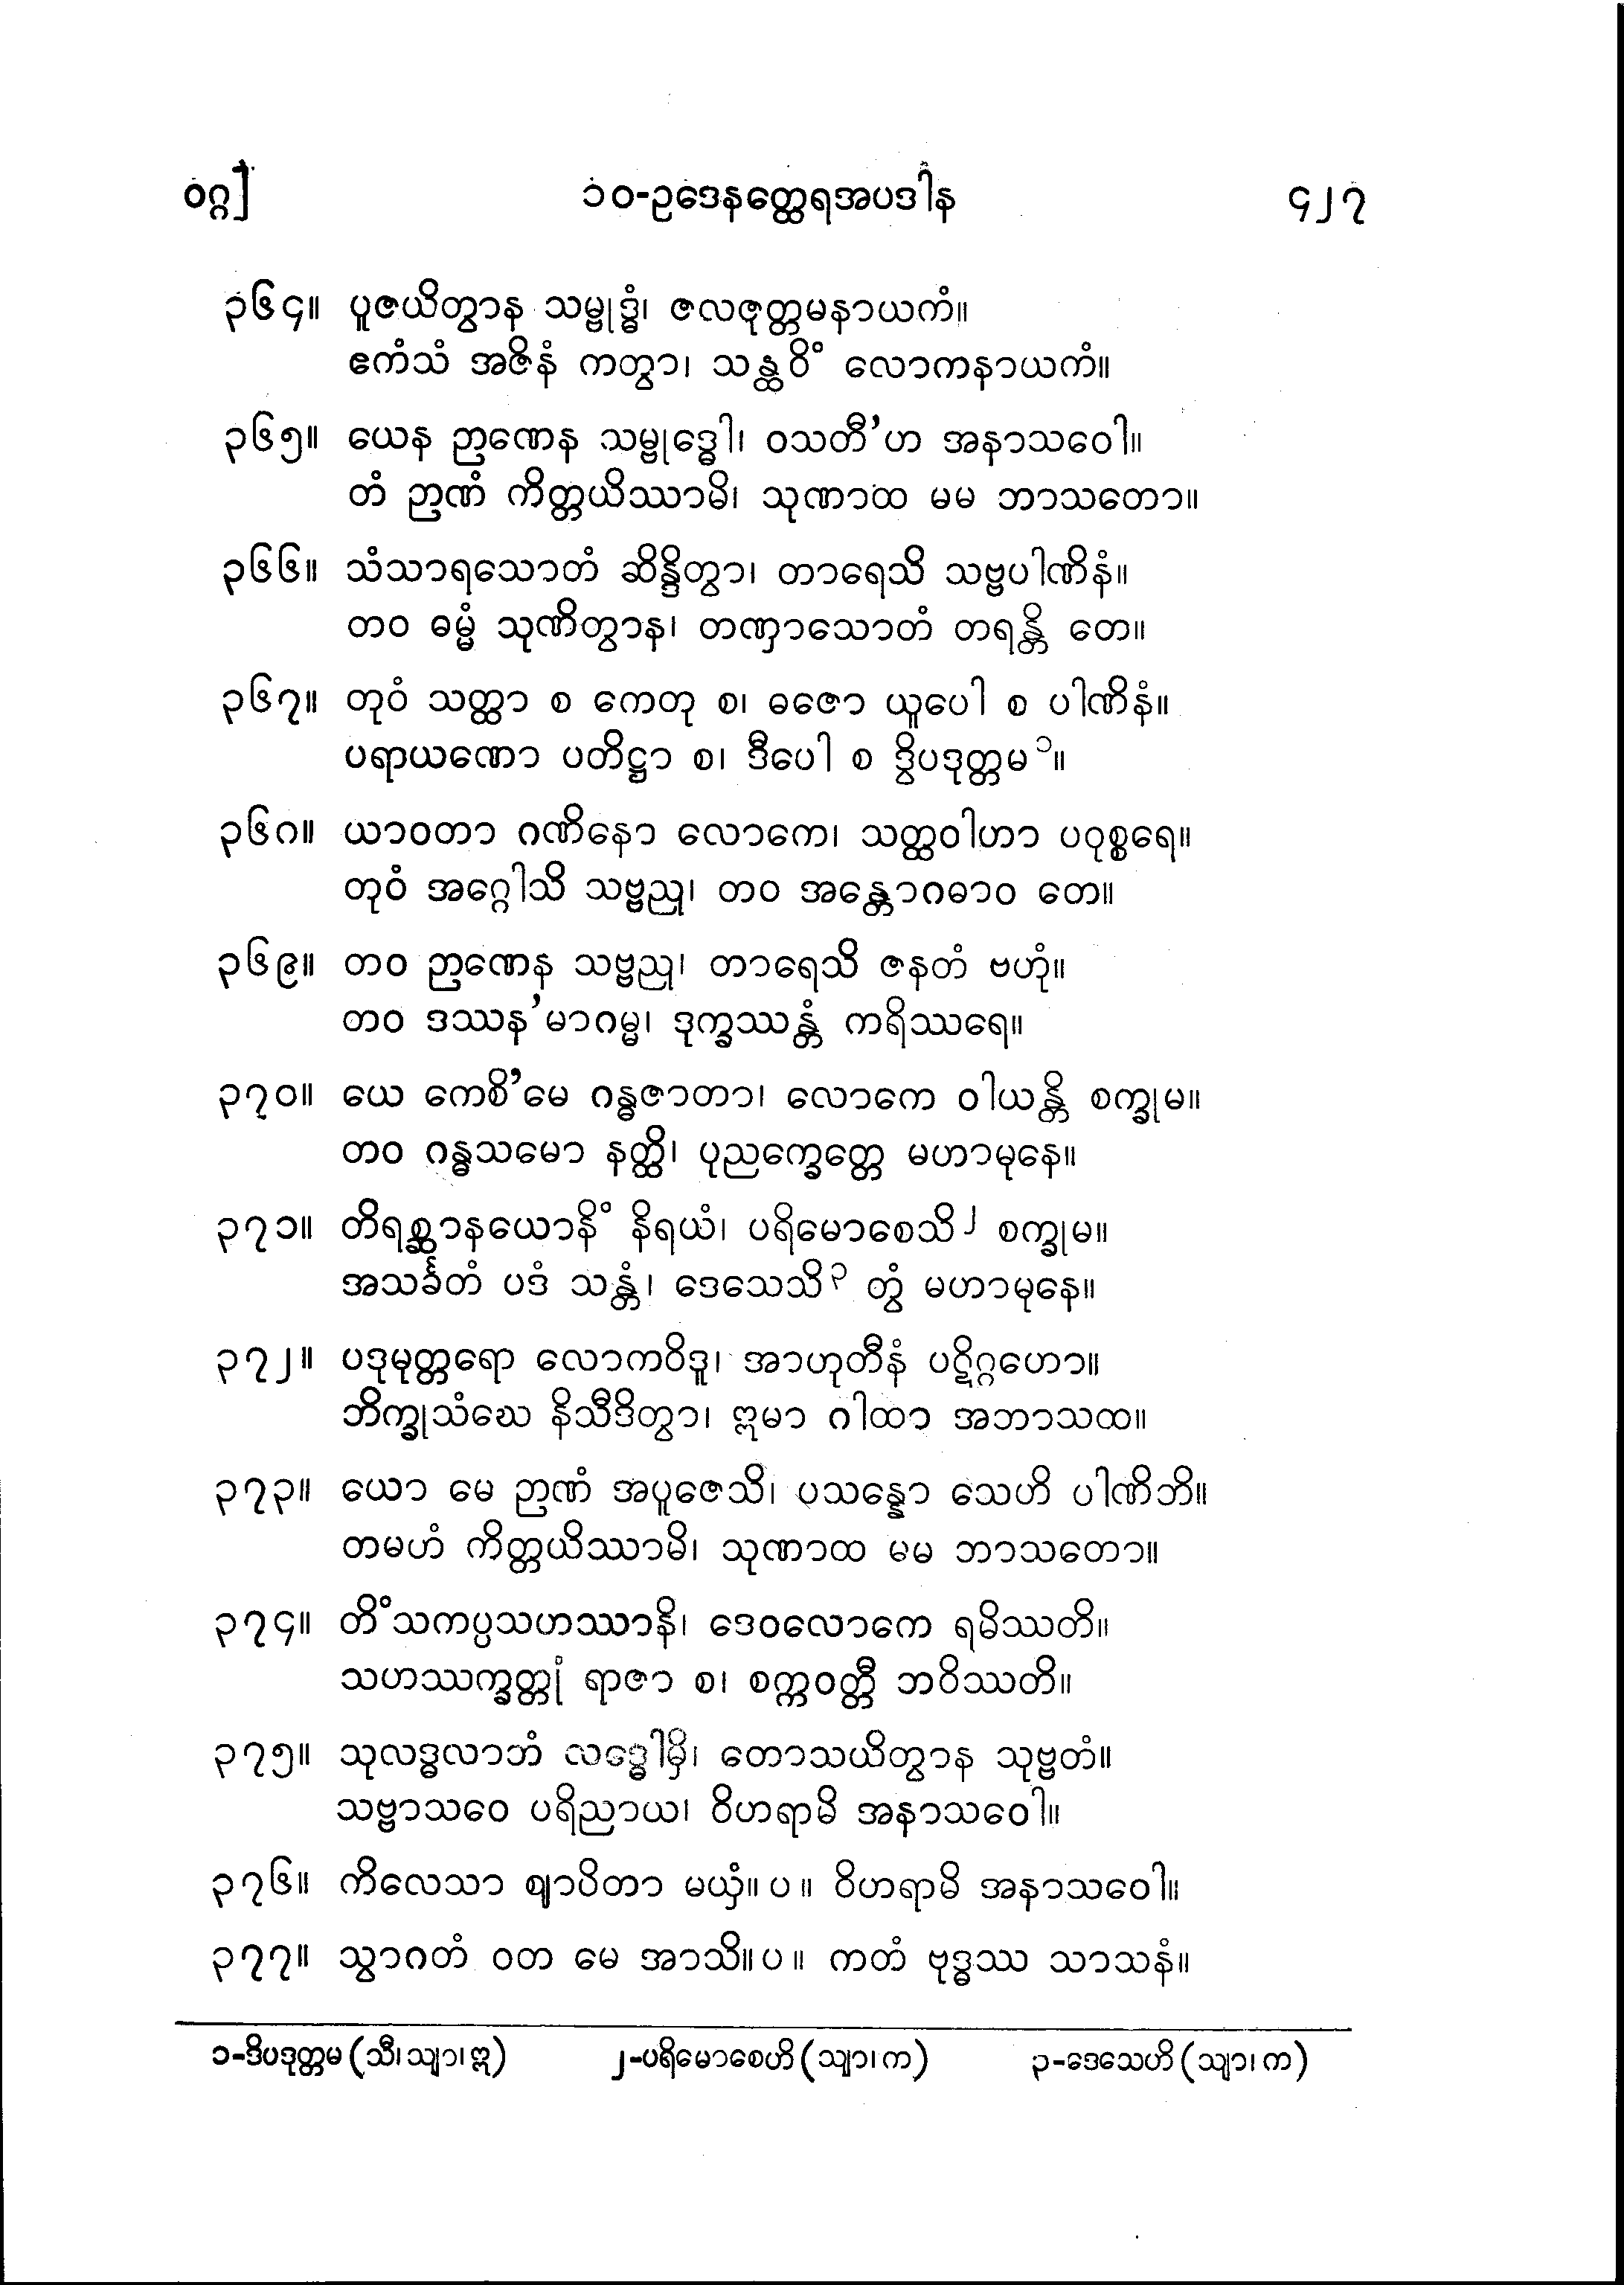 ဝဂ္ဂ] ၁၀-ဥဒေနတ္ထေရအပဒါန ၄၂၇
၃၆၄။ ပူဇယိတွာန သမ္ဗုဒ္ဓံ၊ ဇလဇုတ္တမနာယကံ။
ဧကံသံ အဇိနံ ကတွာ၊ သန္ထဝိံ လောကနာယကံ။
၃၆၅။ ယေန ဉာဏေန သမ္ဗုဒ္ဓေါ၊ ဝသတီ’ဟ အနာသဝေါ။
တံ ဉာဏံ ကိတ္တယိဿာမိ၊ သုဏာထ မမ ဘာသတော။
၃၆၆။ သံသာရသောတံ ဆိန္ဒိတွာ၊ တာရေသိ သဗ္ဗပါဏိနံ။
တဝ ဓမ္မံ သုဏိတွာန၊ တဏှာသောတံ တရန္တိ တေ။
၃၆၇။ တုဝံ သတ္ထာ စ ကေတု စ၊ ဓဇော ယူပေါ စ ပါဏိနံ။
ပရာယဏော ပတိဋ္ဌာ စ၊ ဒီပေါ စ ဒွိပဒုတ္တမ ၁။
၃၆၈။ ယာဝတာ ဂဏိနော လောကေ၊ သတ္ထဝါဟာ ပဝုစ္စရေ။
တုဝံ အဂ္ဂေါသိ သဗ္ဗညု၊ တဝ အန္တောဂဓာဝ တေ။
၃၆၉။ တဝ ဉာဏေန သဗ္ဗညု၊ တာရေသိ ဇနတံ ဗဟုံ။
တဝ ဒဿန’မာဂမ္မ၊ ဒုက္ခဿန္တံ ကရိဿရေ။
၃၇၀။ ယေ ကေစိ’မေ ဂန္ဓဇာတာ၊ လောကေ ဝါယန္တိ စက္ခုမ။
တဝ ဂန္ဓသမော နတ္ထိ၊ ပုညက္ခေတ္တေ မဟာမုနေ။
၃၇၁။ တိရစ္ဆာနယောနိံ နိရယံ၊ ပရိမောစေသိ ၂ စက္ခုမ။
အသင်္ခတံ ပဒံ သန္တံ၊ ဒေသေသိ ၃ တွံ မဟာမုနေ။
၃၇၂။ ပဒုမုတ္တရော လောကဝိဒူ၊ အာဟုတီနံ ပဋိဂ္ဂဟော။
ဘိက္ခုသံဃေ နိသီဒိတွာ၊ ဣမာ ဂါထာ အဘာသထ။
၃၇၃။ ယော မေ ဉာဏံ အပူဇေသိ၊ ပသန္နော သေဟိ ပါဏိဘိ။
တမဟံ ကိတ္တယိဿာမိ၊ သုဏာထ မမ ဘာသတော။
၃၇၄။ တိံသကပ္ပသဟဿာနိ၊ ဒေဝလောကေ ရမိဿတိ။
သဟဿက္ခတ္တုံ ရာဇာ စ၊ စက္ကဝတ္တီ ဘဝိဿတိ။
၃၇၅။ သုလဒ္ဓလာဘံ လဒ္ဓေါမှိ၊ တောသယိတွာန သုဗ္ဗတံ။
သဗ္ဗာသဝေ ပရိညာယ၊ ဝိဟရာမိ အနာသဝေါ။
၃၇၆။ ကိလေသာ ဈာပိတာ မယှံ။ ပ ။ ဝိဟရာမိ အနာသဝေါ။
၃၇၇။ သွာဂတံ ဝတ မေ အာသိ။ ပ ။ ကတံ ဗုဒ္ဓဿ သာသနံ။
၁-ဒိပဒုတ္တမ (သီ၊ သျာ၊ ဣ) ၂-ပရိမောစေဟိ (သျာ၊ က) ၃-ဒေသေဟိ (သျာ၊ က)